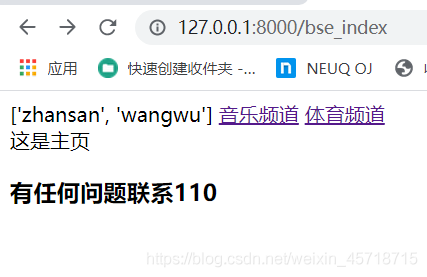 127.0.0.1:8000/bse_index
应用 快速创建收件夹 -... NEUQ OJ
['zhansan', 'wangwu'] 音乐频道 体育频道
这是主页
有任何问题联系110
https://blog.csdn.net/weixin_45718715